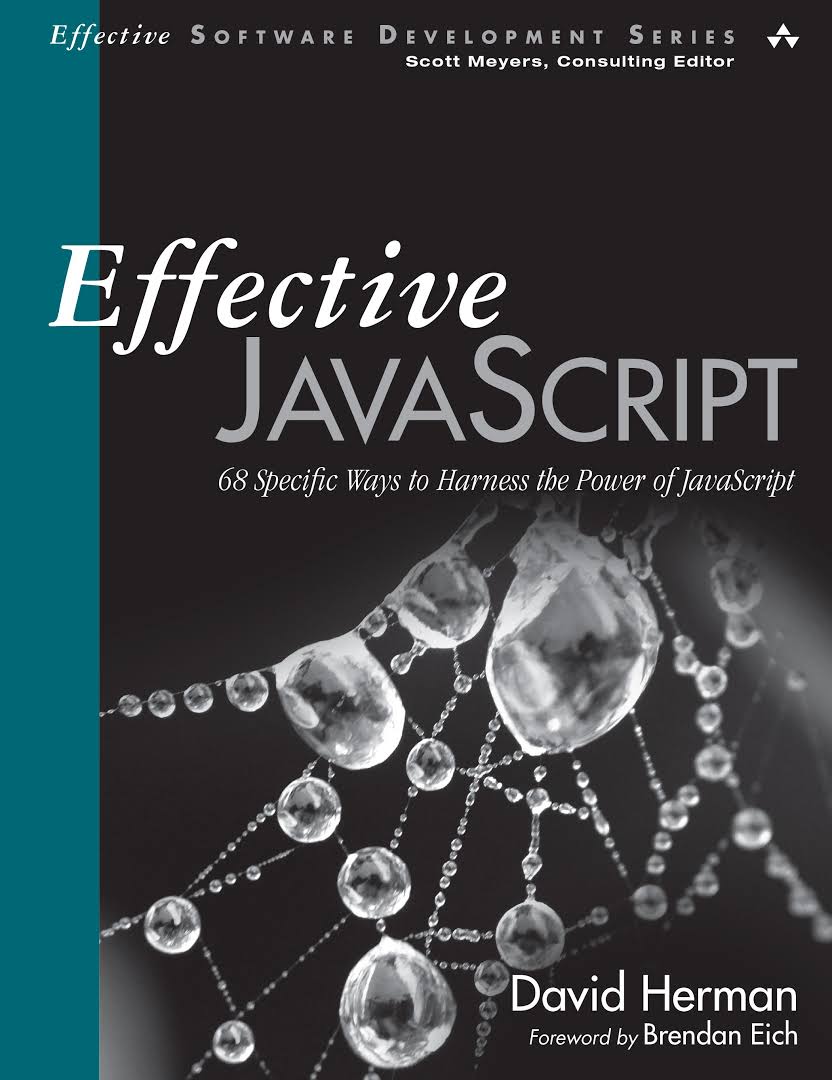 Effective SOFTWARE DEVELOPMENT SERIES
Scott Meyers, Consulting Editor
Effective
JAVASCRIPT
68 Specific Ways to Harness the Power of JavaScript
David Herman
Foreword by Brendan Eich